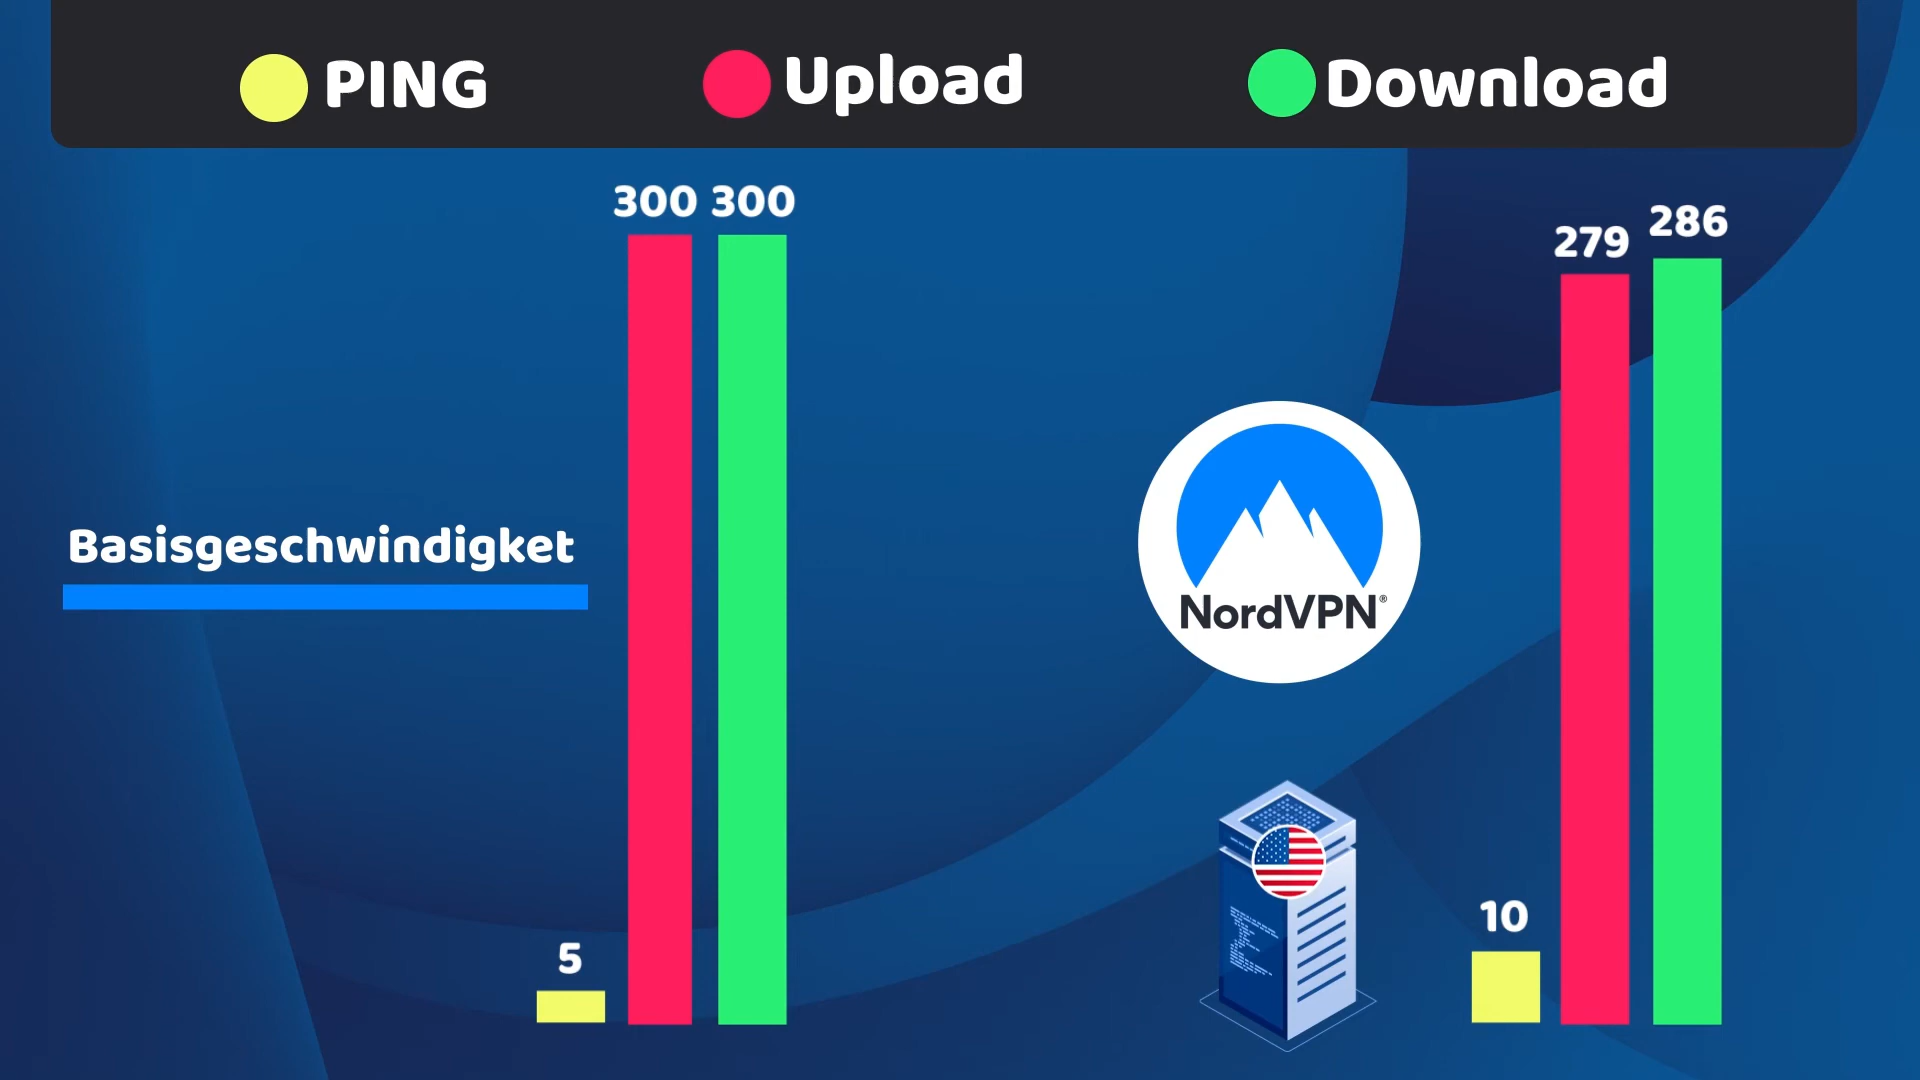 PING
Upload
Download
300 300
279
286
Basisgeschwindigket
NordVPN®
5
10